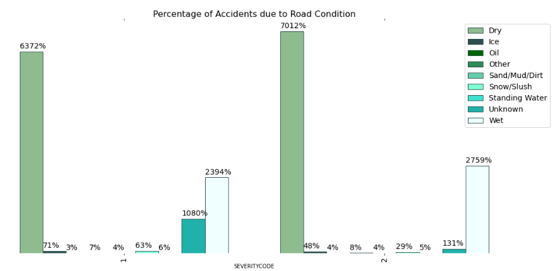 Percentage of Accidents due to Road Condition
7012%
6372%
Dry
Ice
Oil
Other
Sand/Mud/Dirt
Snow/Slush
Standing Water
Unknown
Wet
2394%
2759%
1080%
71% 3% 7% 4% 63% 6%
48% 4% 8% 4% 29% 5% 131%
1
2
SEVERITYCODE